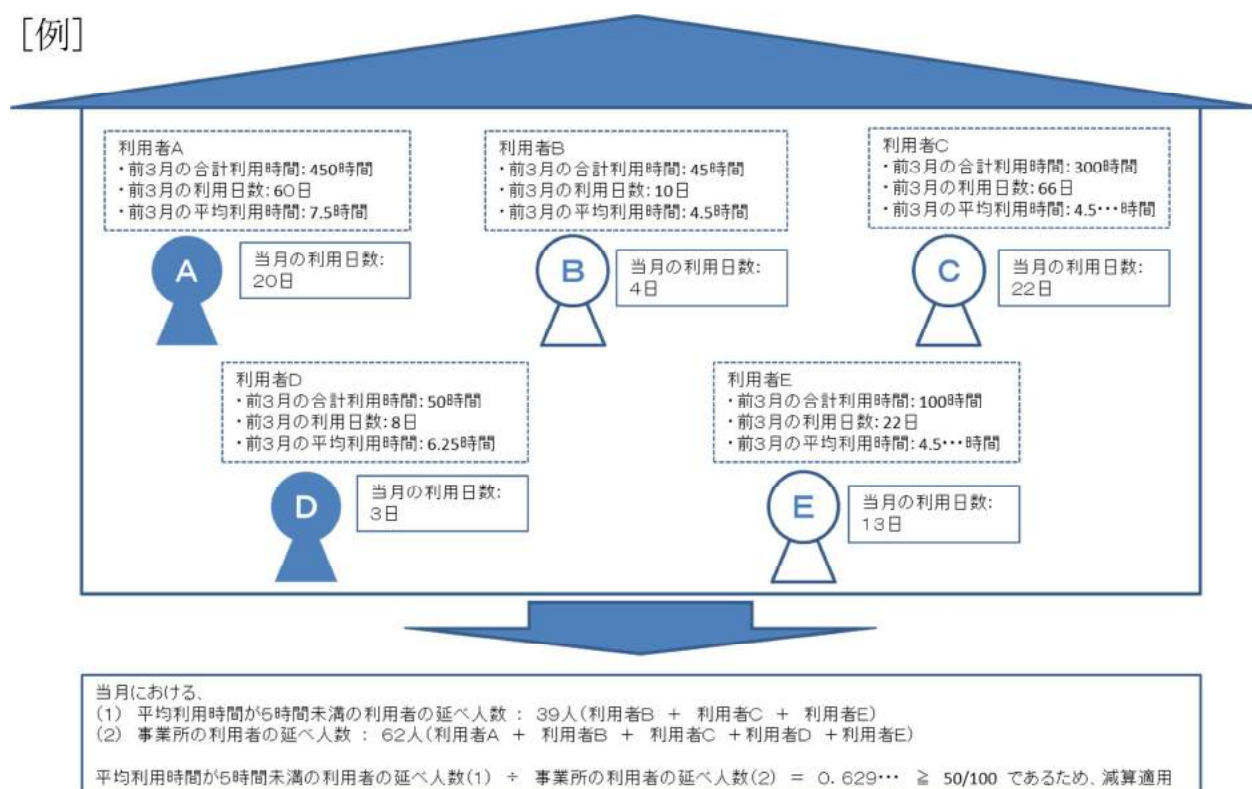 [例]
利用者A
・前3月の合計利用時間:450時間
・前3月の利用日数:60日
・前3月の平均利用時間:7.5時間
A
当月の利用日数:
20日
利用者B
・前3月の合計利用時間:45時間
・前3月の利用日数:10日
・前3月の平均利用時間:4.5時間
B
当月の利用日数:
4日
利用者C
・前3月の合計利用時間:300時間
・前3月の利用日数:66日
・前3月の平均利用時間:4.5･･･時間
C
当月の利用日数:
22日
利用者D
・前3月の合計利用時間:50時間
・前3月の利用日数:8日
・前3月の平均利用時間:6.25時間
D
当月の利用日数:
3日
利用者E
・前3月の合計利用時間:100時間
・前3月の利用日数:22日
・前3月の平均利用時間:4.5･･･時間
E
当月の利用日数:
13日
当月における、
(1) 平均利用時間が5時間未満の利用者の延べ人数 : 39人(利用者B + 利用者C + 利用者E)
(2) 事業所の利用者の延べ人数 : 62人(利用者A + 利用者B + 利用者C +利用者D +利用者E)
平均利用時間が5時間未満の利用者の延べ人数(1) ÷ 事業所の利用者の延べ人数(2) = 0.629･･･ ≧ 50/100 であるため、減算適用